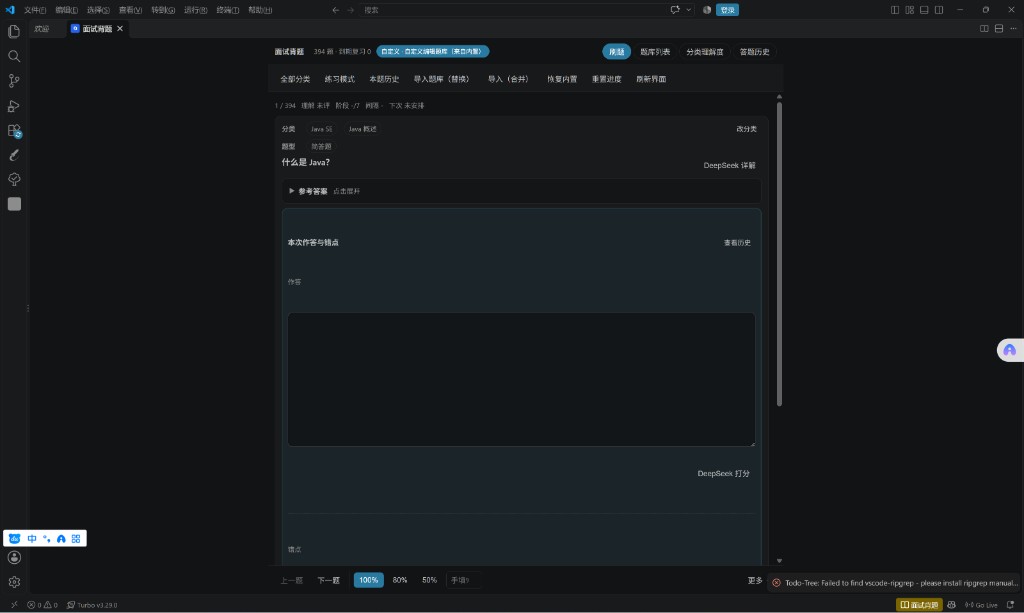 文件(F) 编辑(E) 选择(S) 查看(V) 转到(G) 运行(R) 终端(T) 帮助(H) 搜索 登录
欢迎 面试背题
面试背题 394 题 · 到期复习 0 自定义 · 自定义编辑题库（来自内置） 刷题 题库列表 分类理解度 答题历史
全部分类 练习模式 本题历史 导入题库（替换） 导入（合并） 恢复内置 重置进度 刷新界面
1 / 394 理解 未评 阶段 -/7 间隔 - 下次 未安排
分类 Java 概述 改分类
题型 简答题
什么是 Java?
DeepSeek 详解
参考答案 点击展开
本次作答与错点 查看历史
作答
DeepSeek 打分
错点
中
上一题 下一题 100% 80% 50% 更多
Todo-Tree: Failed to find vscode-ripgrep - please install ripgrep manual...
0 0 Turbo v3.29.0 面试背题 Go Live